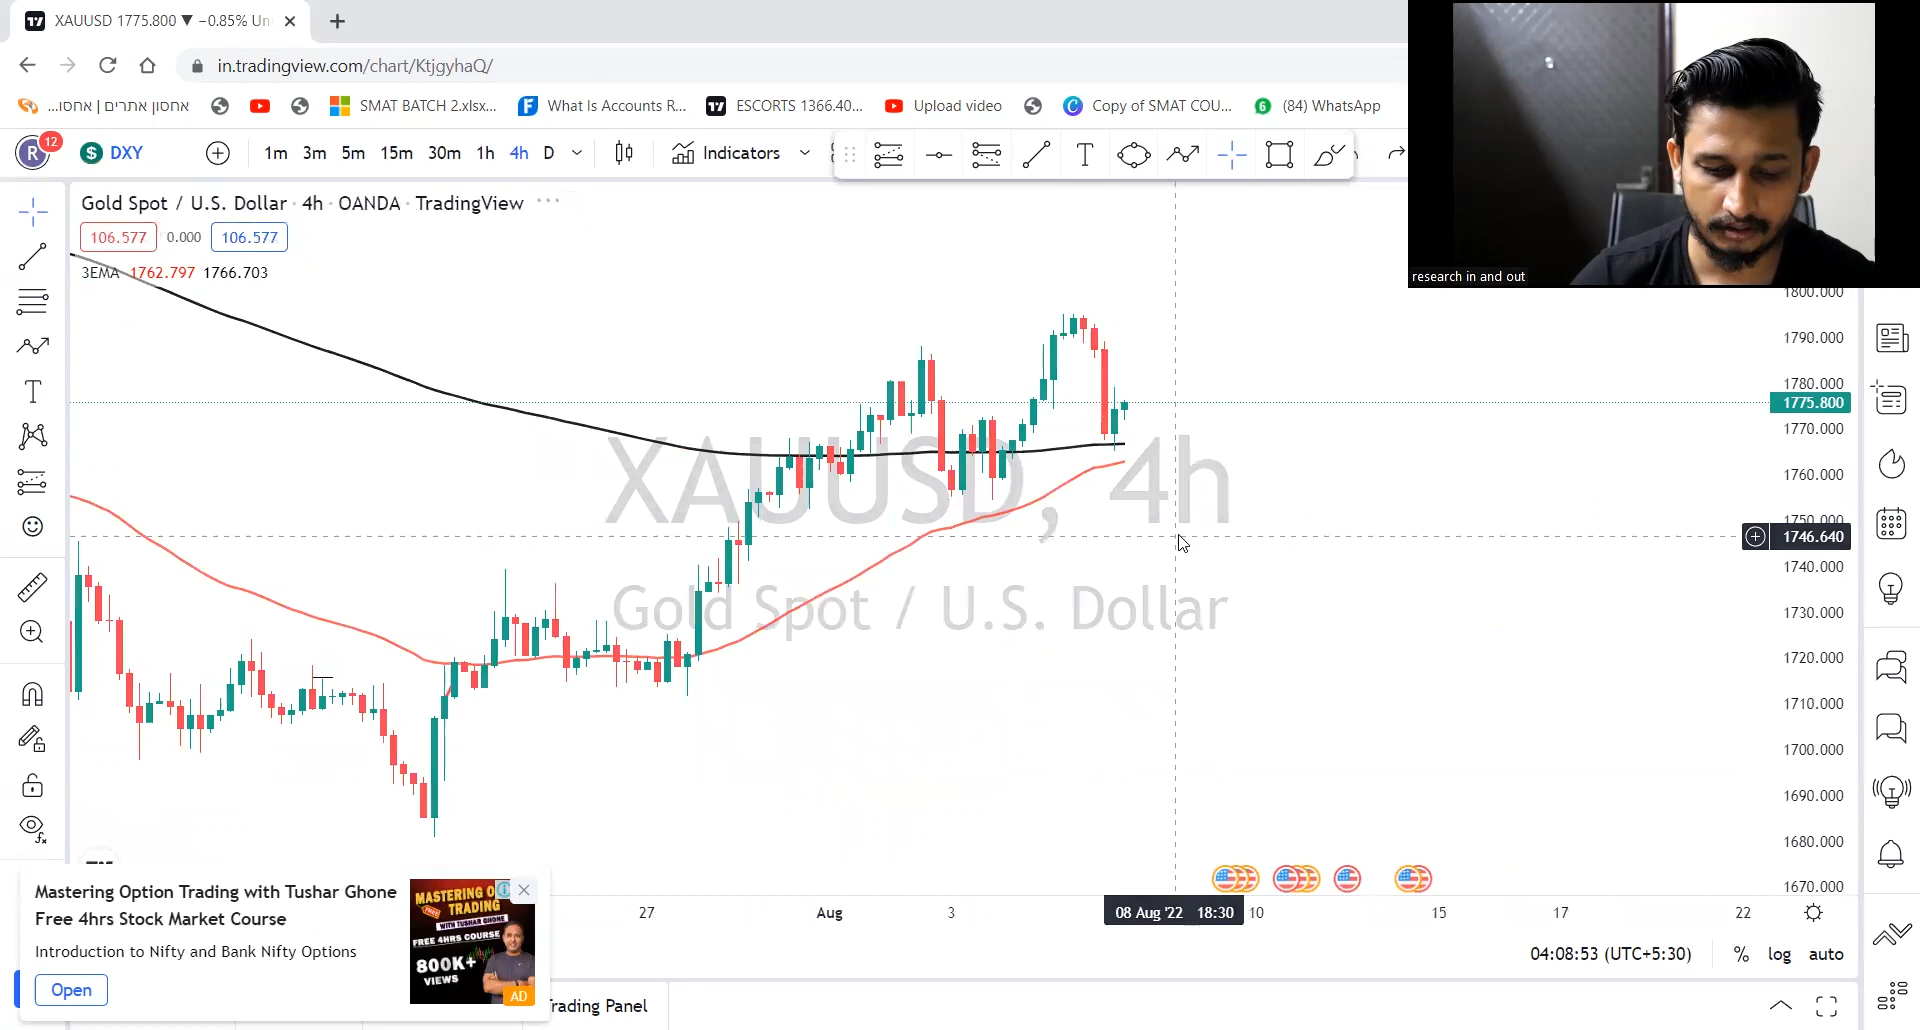 XAUUSD 1775.800 ▼ −0.85% Un
in.tradingview.com/chart/KtjgyhaQ/
אחסון אתרים | אחסו...
SMAT BATCH 2.xlsx...
What Is Accounts R...
ESCORTS 1366.40...
Upload video
Copy of SMAT COU...
(84) WhatsApp
R 12
DXY
1m 3m 5m 15m 30m 1h 4h D
Indicators
Gold Spot / U.S. Dollar · 4h · OANDA · TradingView
106.577 0.000 106.577
3EMA 1762.797 1766.703
research in and out
1800.000
1790.000
1780.000
1775.800
1770.000
1760.000
1750.000
1746.640
1740.000
1730.000
1720.000
1710.000
1700.000
1690.000
1680.000
1670.000
XAUUSD, 4h
Gold Spot / U.S. Dollar
27 Aug 3 08 Aug '22 18:30 10 15 17 22
04:08:53 (UTC+5:30) % log auto
Mastering Option Trading with Tushar Ghone
Free 4hrs Stock Market Course
Introduction to Nifty and Bank Nifty Options
Open
MASTERING O
TRADING
FREE
WITH TUSHAR GHONE
FREE 4HRS COURSE
800K+
VIEWS
AD
rading Panel